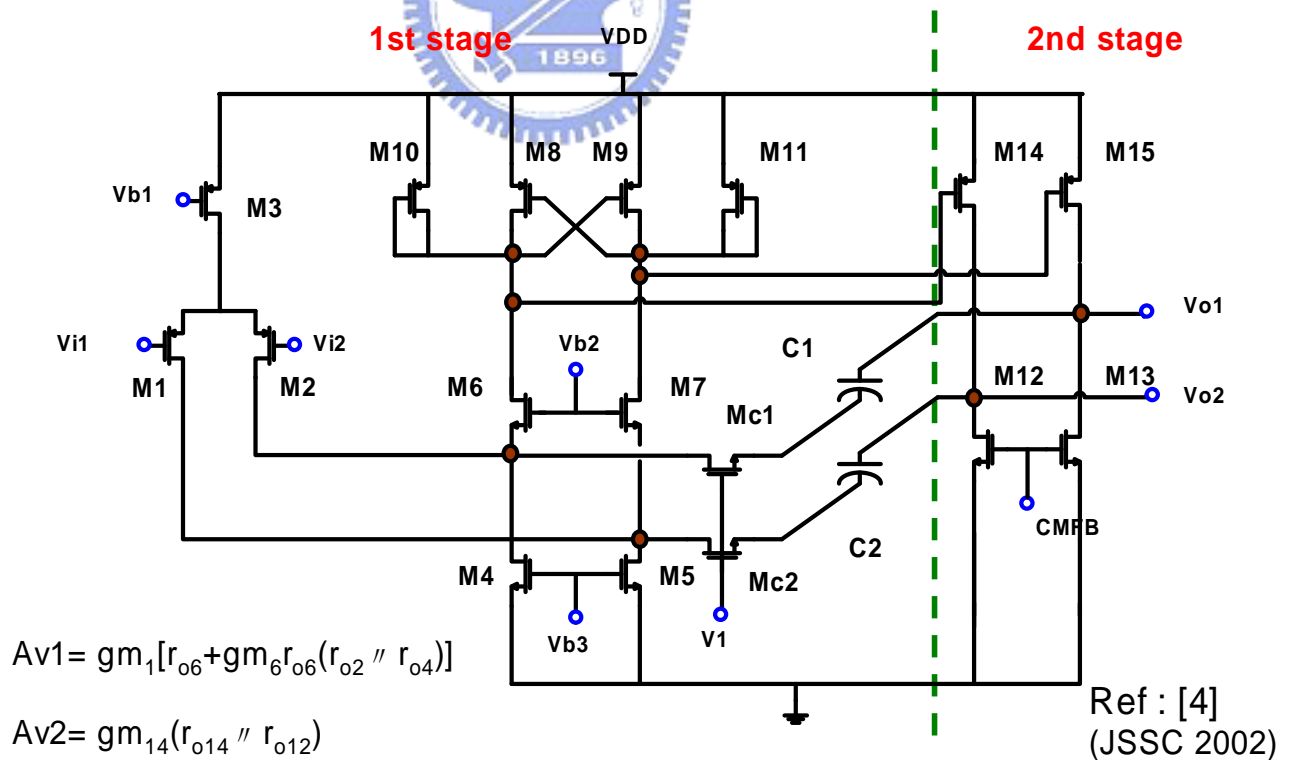 1st stage
VDD
2nd stage
1896
M10
M8
M9
M11
M14
M15
Vb1
M3
Vi1
Vi2
M1
M2
Vb2
M6
M7
C1
Mc1
Vo1
M12
M13
Vo2
CMFB
C2
M4
M5
Mc2
Vb3
V1
Av1= gm₁[rₒ₆+gm₆rₒ₆(rₒ₂ // rₒ₄)]
Av2= gm₁₄(rₒ₁₄ // rₒ₁₂)
Ref : [4]
(JSSC 2002)